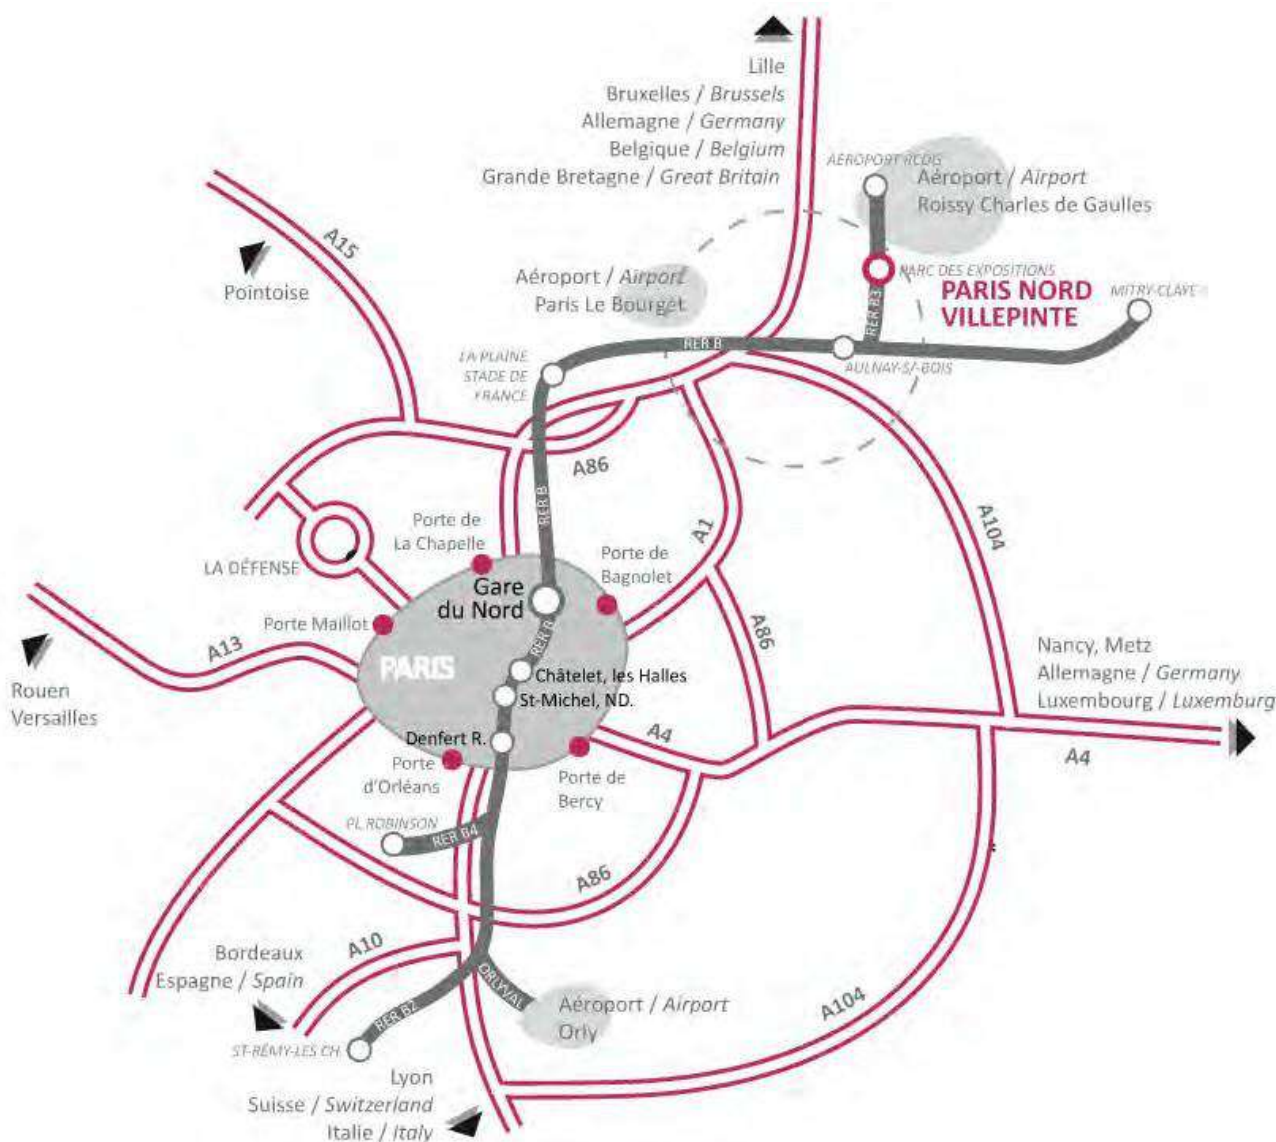 Lille
Bruxelles / Brussels
Allemagne / Germany
Belgique / Belgium
Grande Bretagne / Great Britain
AÉROPORT RCDG
Aéroport / Airport
Roissy Charles de Gaulles
A15
Pointoise
Aéroport / Airport
Paris Le Bourget
PARC DES EXPOSITIONS
PARIS NORD
VILLEPINTE
MITRY-CLAYE
RER B3
RER B
LA PLAINE
STADE DE
FRANCE
AULNAY-S/-BOIS
A86
RER B
A1
A104
Porte de
La Chapelle
Porte de
Bagnolet
LA DÉFENSE
Gare
du Nord
Porte Maillot
RER B
A86
A13
PARIS
Châtelet, les Halles
St-Michel, ND.
Rouen
Versailles
Nancy, Metz
Allemagne / Germany
Luxembourg / Luxemburg
Denfert R.
A4
A4
Porte
d'Orléans
Porte de
Bercy
PL.ROBINSON
RER B4
A86
A10
Bordeaux
Espagne / Spain
ORLYVAL
Aéroport / Airport
Orly
A104
RER B2
ST-RÉMY-LES CH.
Lyon
Suisse / Switzerland
Italie / Italy